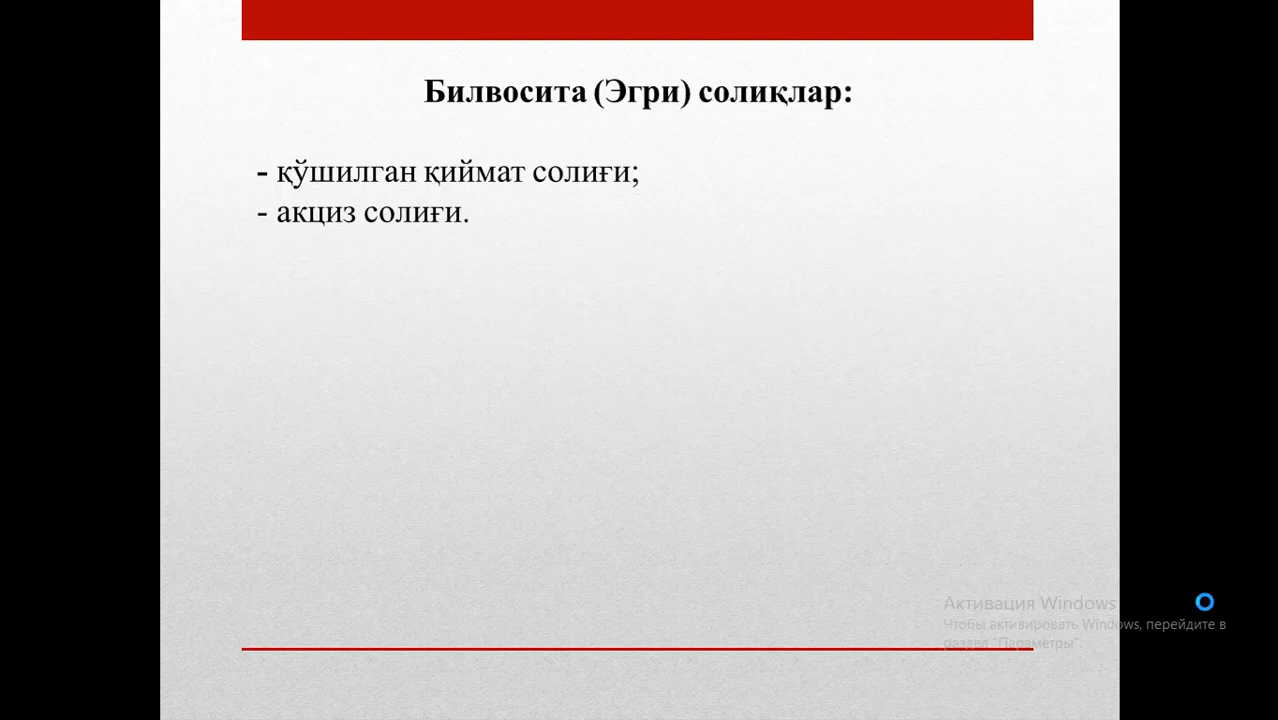 Билвосита (Эгри) солиқлар:
- қўшилган қиймат солиғи;
- акциз солиғи.
Активация Windows
Чтобы активировать Windows, перейдите в
раздел "Параметры".